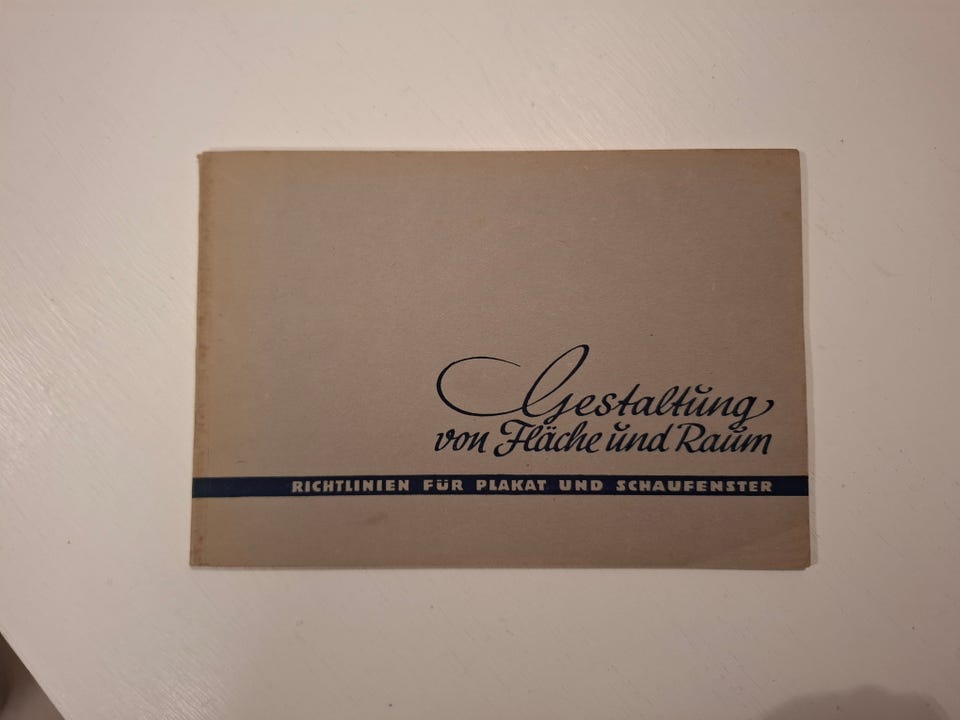 Gestaltung
von Fläche und Raum
RICHTLINIEN FÜR PLAKAT UND SCHAUFENSTER